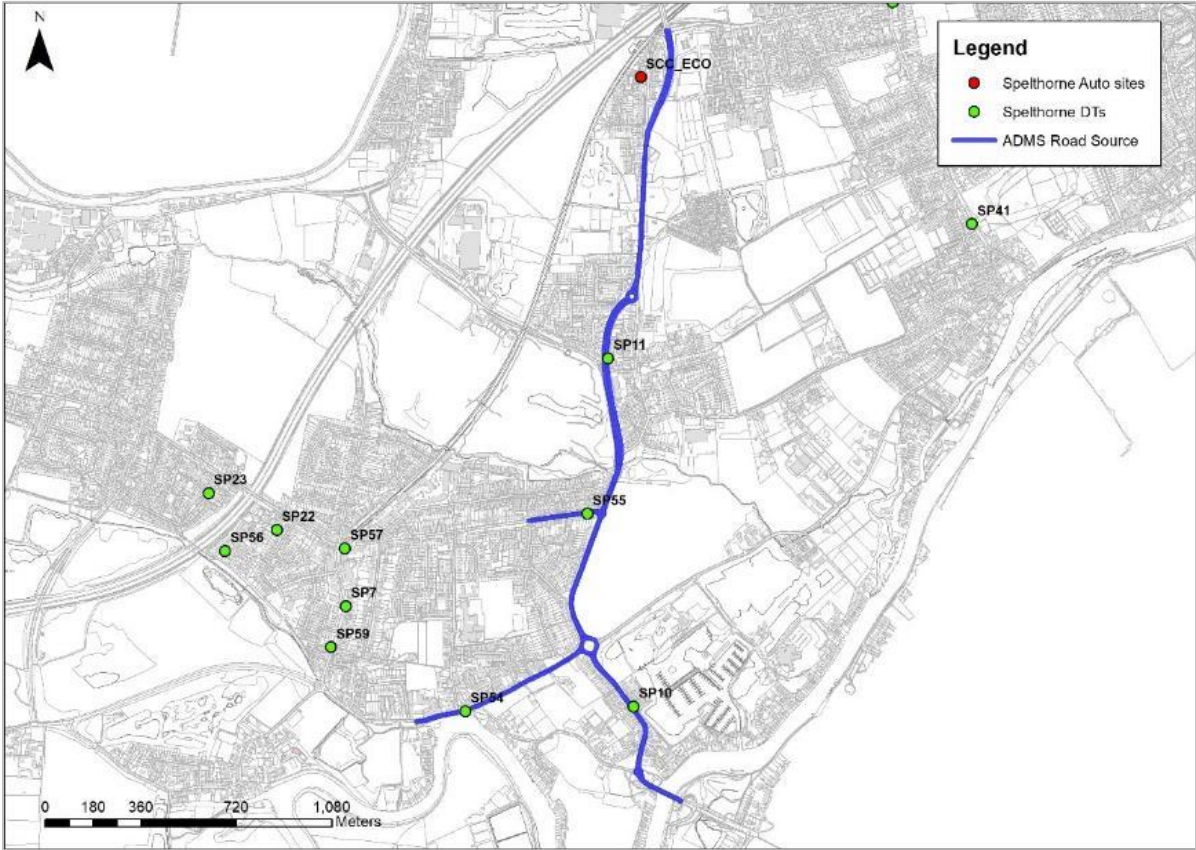 N
SCC_ECO
Legend
Spelthorne Auto sites
Spelthorne DTs
ADMS Road Source
SP41
SP11
SP23
SP22
SP55
SP56
SP57
SP7
SP59
SP54
SP10
0 180 360 720 1,080
Meters